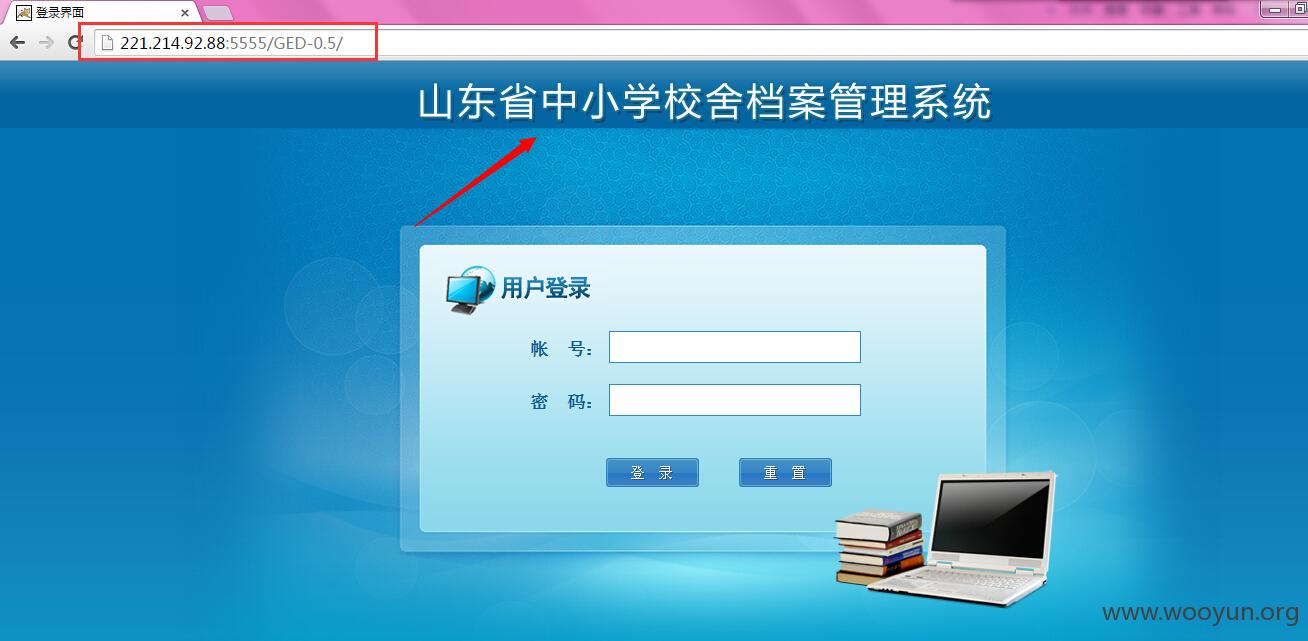 登录界面
221.214.92.88:5555/GED-0.5/
山东省中小学校舍档案管理系统
用户登录
帐 号：
密 码：
登 录 重 置
www.wooyun.org